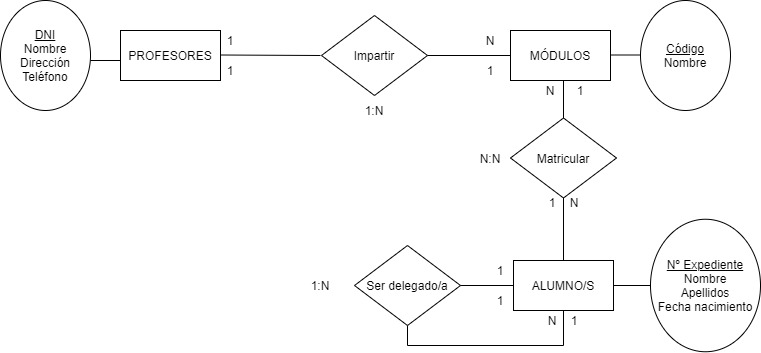 DNI
Nombre
Dirección
Teléfono
PROFESORES
1
1
Impartir
1:N
N
1
MÓDULOS
Código
Nombre
N 1
N:N
Matricular
1 N
1:N
Ser delegado/a
1
1
ALUMNO/S
N 1
Nº Expediente
Nombre
Apellidos
Fecha nacimiento